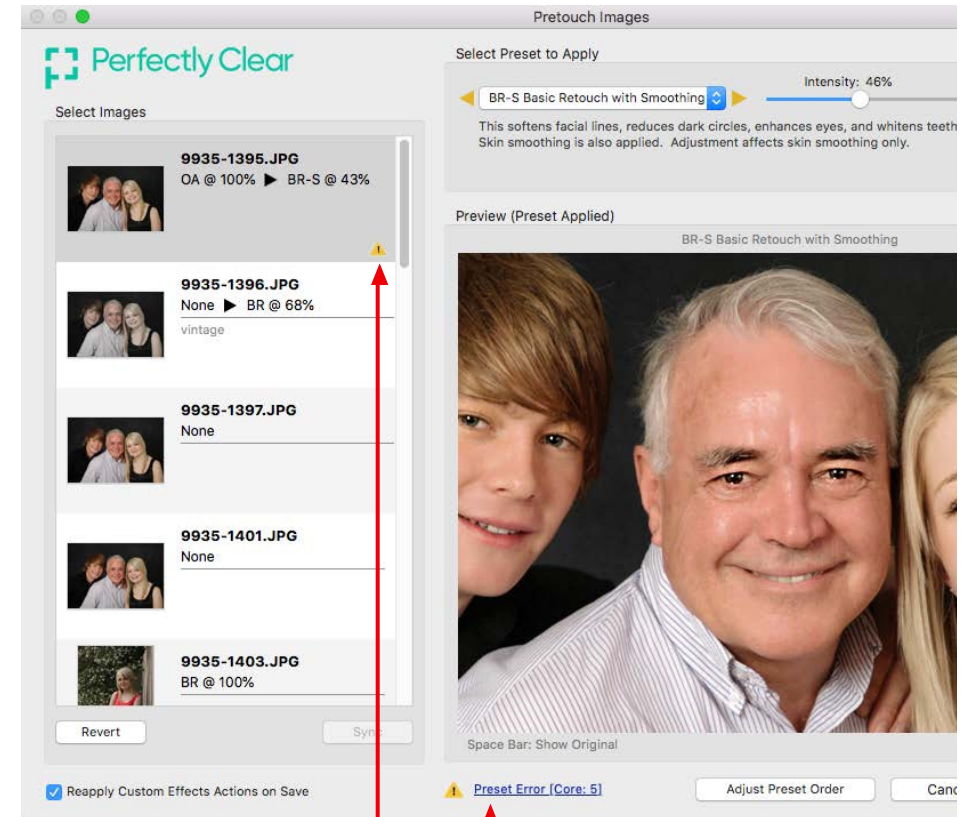 Pretouch Images
Perfectly Clear
Select Images
9935-1395.JPG
OA @ 100% ▶ BR-S @ 43%
9935-1396.JPG
None ▶ BR @ 68%
vintage
9935-1397.JPG
None
9935-1401.JPG
None
9935-1403.JPG
BR @ 100%
Revert
Sync
Reapply Custom Effects Actions on Save
Select Preset to Apply
BR-S Basic Retouch with Smoothing
Intensity: 46%
This softens facial lines, reduces dark circles, enhances eyes, and whitens teeth
Skin smoothing is also applied. Adjustment affects skin smoothing only.
Preview (Preset Applied)
BR-S Basic Retouch with Smoothing
Space Bar: Show Original
Preset Error [Core: 5]
Adjust Preset Order
Canc